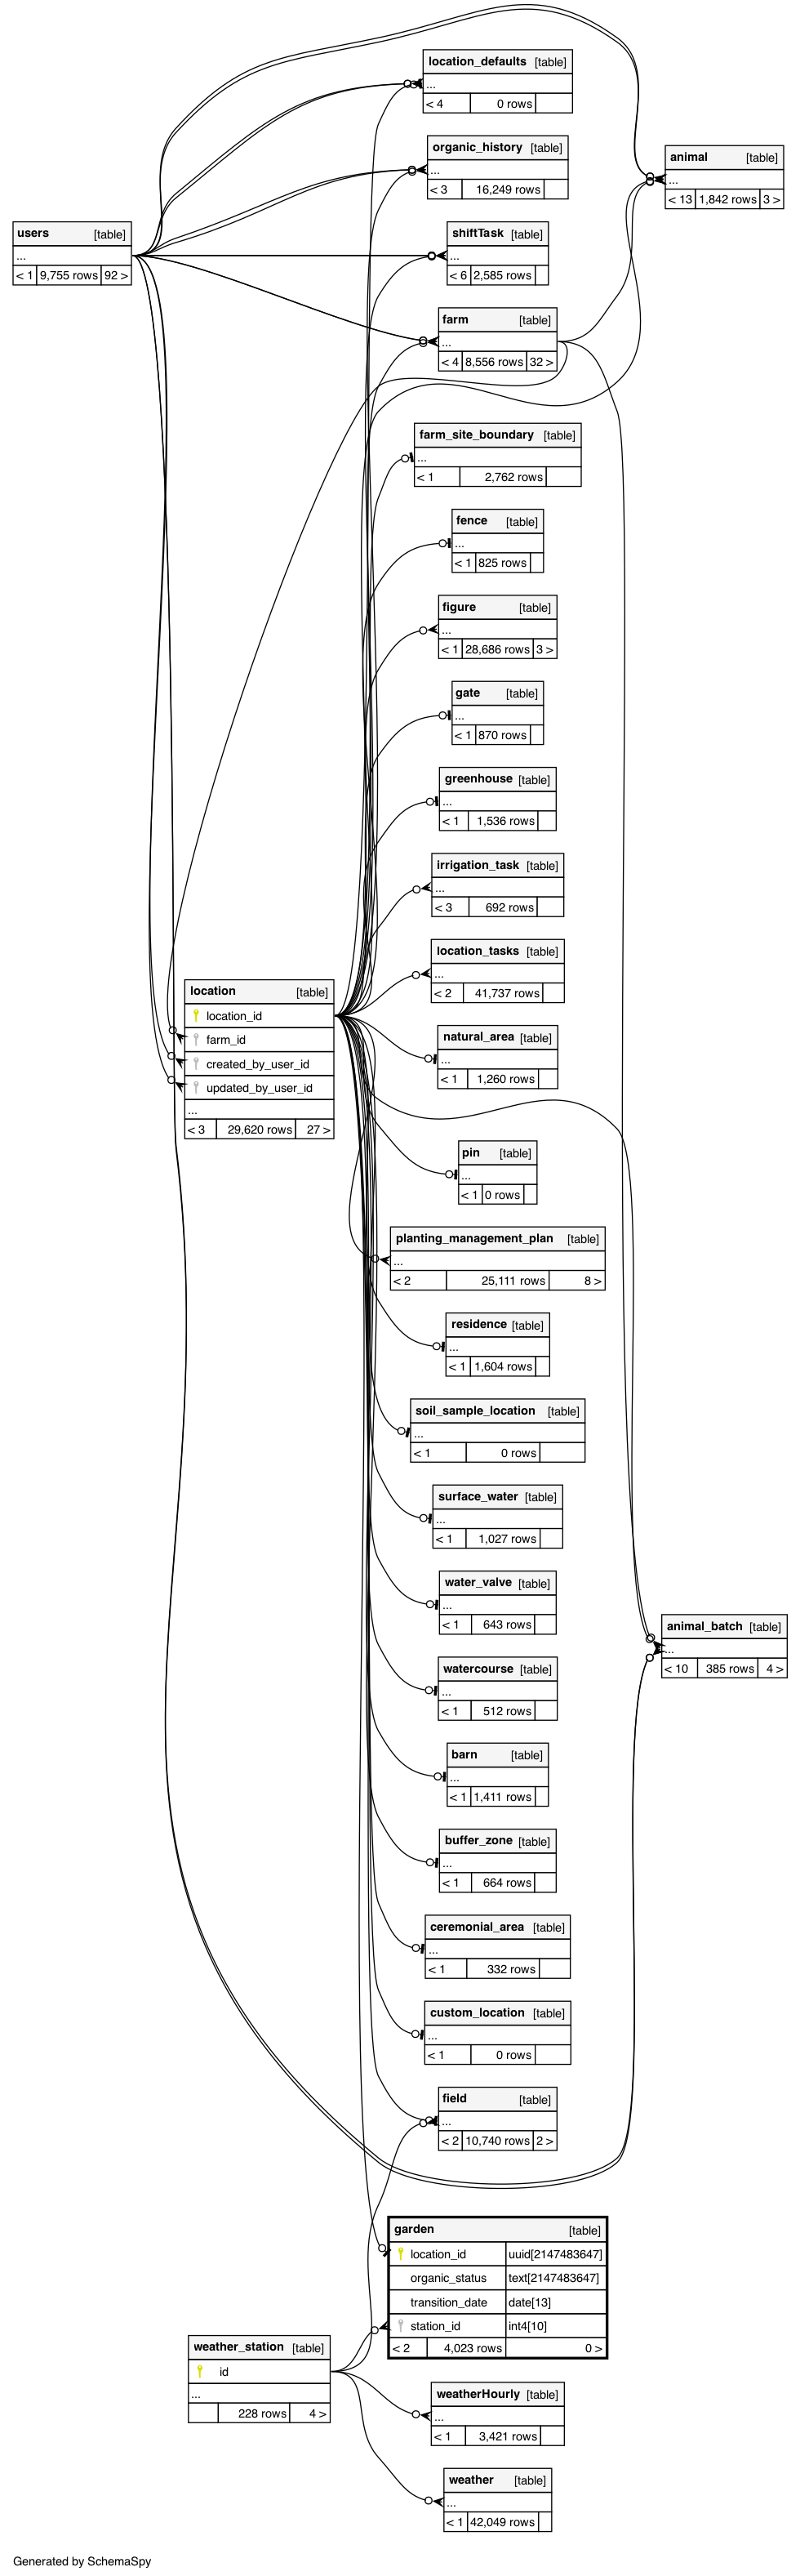 location_defaults [table]
...
< 4 0 rows
organic_history [table]
...
< 3 16,249 rows
animal [table]
...
< 13 1,842 rows 3 >
users [table]
...
< 1 9,755 rows 92 >
shiftTask [table]
...
< 6 2,585 rows
farm [table]
...
< 4 8,556 rows 32 >
farm_site_boundary [table]
...
< 1 2,762 rows
fence [table]
...
< 1 825 rows
figure [table]
...
< 1 28,686 rows 3 >
gate [table]
...
< 1 870 rows
greenhouse [table]
...
< 1 1,536 rows
irrigation_task [table]
...
< 3 692 rows
location_tasks [table]
...
< 2 41,737 rows
location [table]
location_id
farm_id
created_by_user_id
updated_by_user_id
...
< 3 29,620 rows 27 >
natural_area [table]
...
< 1 1,260 rows
pin [table]
...
< 1 0 rows
planting_management_plan [table]
...
< 2 25,111 rows 8 >
residence [table]
...
< 1 1,604 rows
soil_sample_location [table]
...
< 1 0 rows
surface_water [table]
...
< 1 1,027 rows
water_valve [table]
...
< 1 643 rows
animal_batch [table]
...
< 10 385 rows 4 >
watercourse [table]
...
< 1 512 rows
barn [table]
...
< 1 1,411 rows
buffer_zone [table]
...
< 1 664 rows
ceremonial_area [table]
...
< 1 332 rows
custom_location [table]
...
< 1 0 rows
field [table]
...
< 2 10,740 rows 2 >
garden [table]
location_id uuid[2147483647]
organic_status text[2147483647]
transition_date date[13]
station_id int4[10]
< 2 4,023 rows 0 >
weather_station [table]
id
...
228 rows 4 >
weatherHourly [table]
...
< 1 3,421 rows
weather [table]
...
< 1 42,049 rows
Generated by SchemaSpy